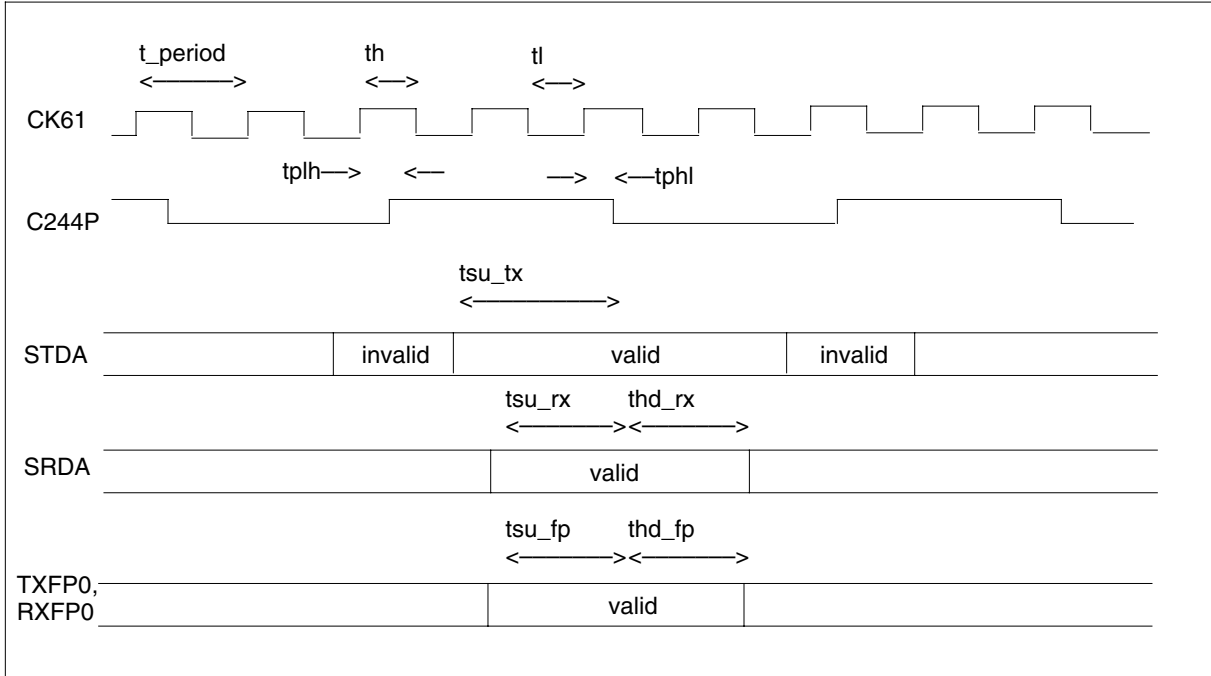 t_period th tl
CK61
tplh tphl
C244P
tsu_tx
STDA invalid valid invalid
tsu_rx thd_rx
SRDA valid
tsu_fp thd_fp
TXFP0,
RXFP0 valid